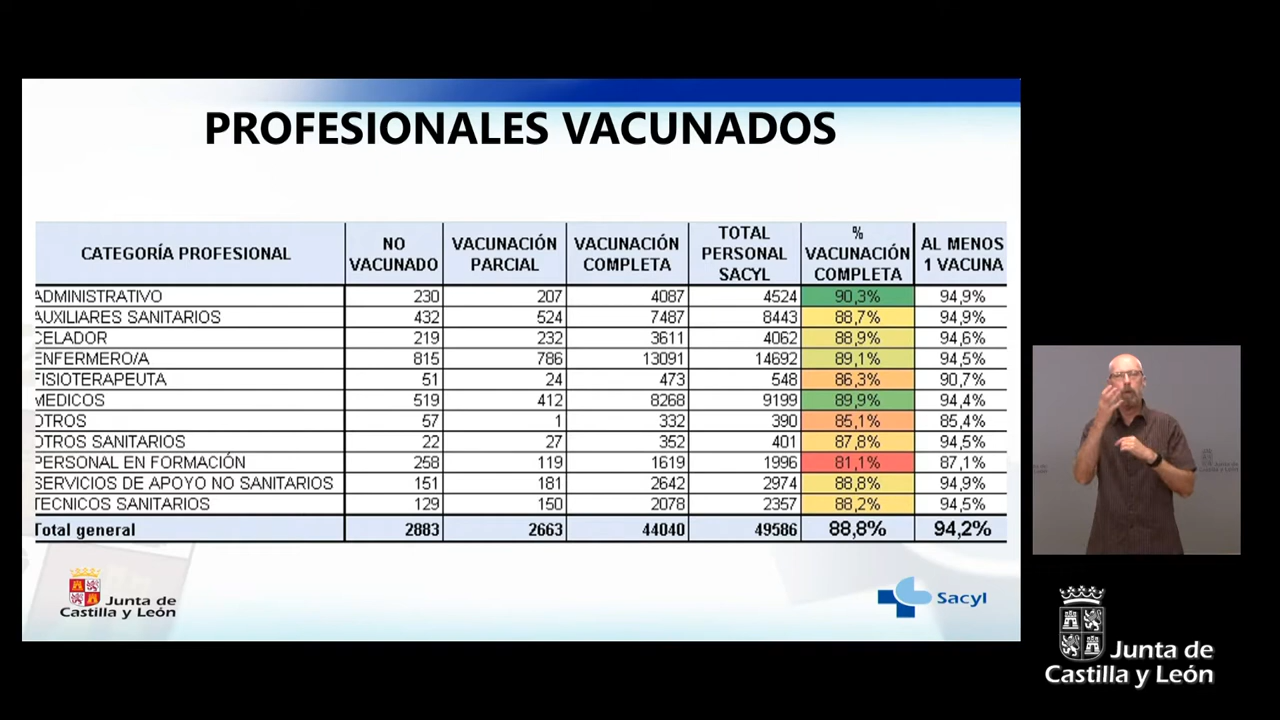 PROFESIONALES VACUNADOS
CATEGORÍA PROFESIONAL NO VACUNADO VACUNACIÓN PARCIAL VACUNACIÓN COMPLETA TOTAL PERSONAL SACYL % VACUNACIÓN COMPLETA AL MENOS 1 VACUNA
ADMINISTRATIVO 230 207 4087 4524 90,3% 94,9%
AUXILIARES SANITARIOS 432 524 7487 8443 88,7% 94,9%
CELADOR 219 232 3611 4062 88,9% 94,6%
ENFERMERO/A 815 786 13091 14692 89,1% 94,5%
FISIOTERAPEUTA 51 24 473 548 86,3% 90,7%
MEDICOS 519 412 8268 9199 89,9% 94,4%
OTROS 57 1 332 390 85,1% 85,4%
OTROS SANITARIOS 22 27 352 401 87,8% 94,5%
PERSONAL EN FORMACIÓN 258 119 1619 1996 81,1% 87,1%
SERVICIOS DE APOYO NO SANITARIOS 151 181 2642 2974 88,8% 94,9%
TECNICOS SANITARIOS 129 150 2078 2357 88,2% 94,5%
Total general 2883 2663 44040 49586 88,8% 94,2%
Junta de
Castilla y León
Sacyl
Junta de
Castilla y León